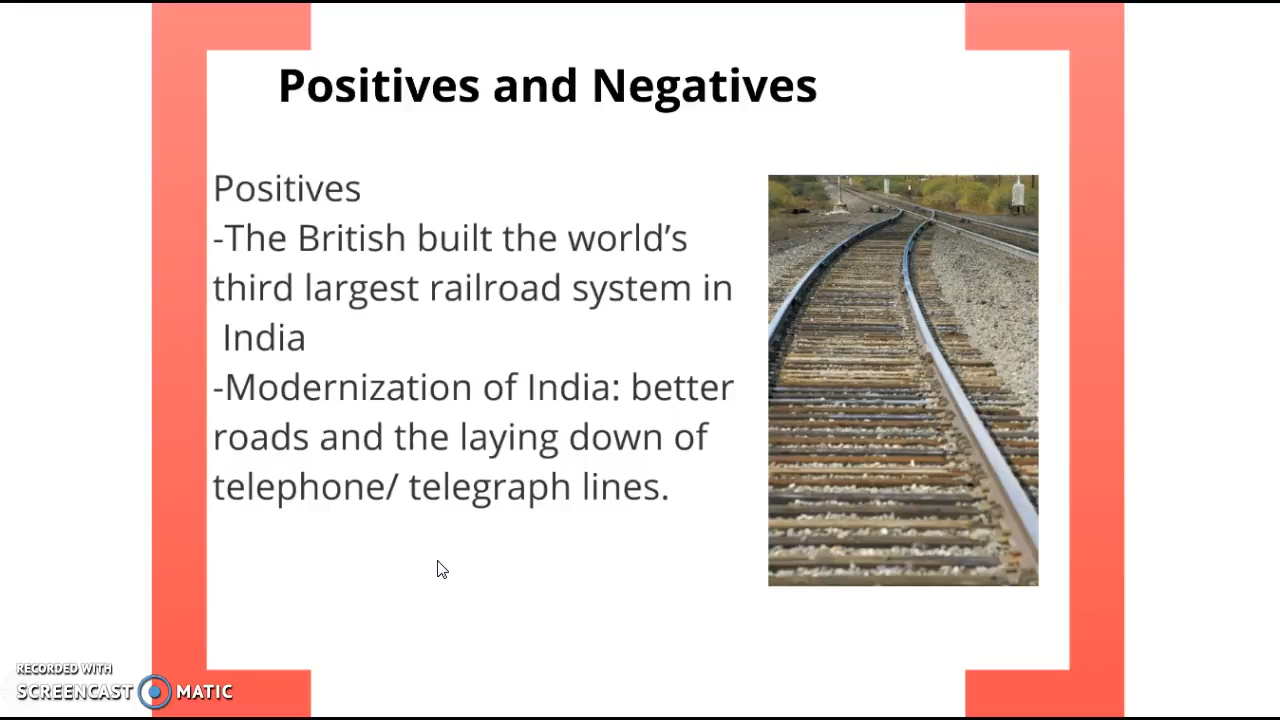 Positives and Negatives
Positives
-The British built the world’s
third largest railroad system in
India
-Modernization of India: better
roads and the laying down of
telephone/ telegraph lines.
RECORDED WITH
SCREENCAST MATIC